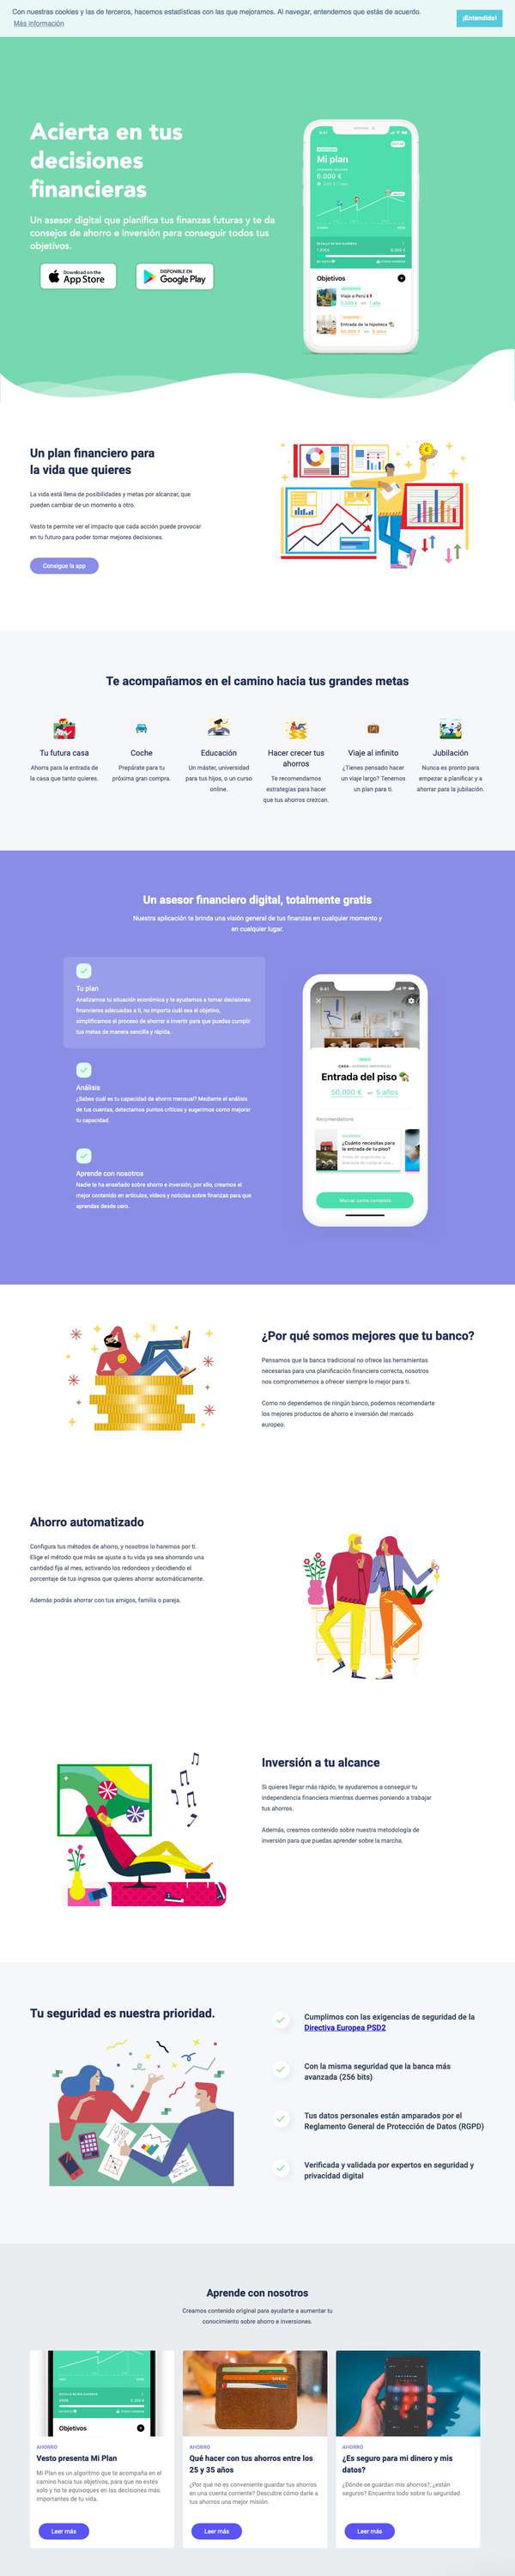 Con nuestras cookies y las de terceros, hacemos estadísticas con las que mejoramos. Al navegar, entendemos que estás de acuerdo.
Más información
¡Entendido!
Acierta en tus
decisiones
financieras
Un asesor digital que planifica tus finanzas futuras y te da
consejos de ahorro e inversión para conseguir todos tus
objetivos.
Download on the
App Store
DISPONIBLE EN
Google Play
9:41
Mi plan
6.000 €
Objetivos
Viaje a Perú
Entrada de la hipoteca
Un plan financiero para
la vida que quieres
La vida está llena de posibilidades y metas por alcanzar, que
pueden cambiar de un momento a otro.
Vesto te permite ver el impacto que cada acción puede provocar
en tu futuro para poder tomar mejores decisiones.
Consigue la app
Te acompañamos en el camino hacia tus grandes metas
Tu futura casa
Ahorra para la entrada de
la casa que tanto quieres.
Coche
Prepárate para tu
próxima gran compra.
Educación
Un máster, universidad
para tus hijos, o un curso
online.
Hacer crecer tus
ahorros
Te recomendamos
estrategias para hacer
que tus ahorros crezcan.
Viaje al infinito
¿Tienes pensado hacer
un viaje largo? Tenemos
un plan para ti.
Jubilación
Nunca es pronto para
empezar a planificar y a
ahorrar para la jubilación.
Un asesor financiero digital, totalmente gratis
Nuestra aplicación te brinda una visión general de tus finanzas en cualquier momento y
en cualquier lugar.
Tu plan
Analizamos tu situación económica y te ayudamos a tomar decisiones
financieras adecuadas a ti, no importa cuál sea el objetivo,
simplificamos el proceso de ahorrar e invertir para que puedas cumplir
tus metas de manera sencilla y rápida.
Análisis
¿Sabes cuál es tu capacidad de ahorro mensual? Mediante el análisis
de tus cuentas, detectamos puntos críticos y sugerimos como mejorar
tu capacidad.
Aprende con nosotros
Nadie te ha enseñado sobre ahorro e inversión, por ello, creamos el
mejor contenido en artículos, vídeos y noticias sobre finanzas para que
aprendas desde cero.
9:41
Entrada del piso
50.000 € en 5 años
Recomendations
¿Cuánto necesitas para
la entrada de tu piso?
¿Por qué somos mejores que tu banco?
Pensamos que la banca tradicional no ofrece las herramientas
necesarias para una planificación financiera correcta, nosotros
nos comprometemos a ofrecer siempre lo mejor para ti.
Como no dependemos de ningún banco, podemos recomendarte
los mejores productos de ahorro e inversión del mercado
europeo.
Ahorro automatizado
Configura tus métodos de ahorro, y nosotros lo haremos por ti.
Elige el método que más se ajuste a tu vida ya sea ahorrando una
cantidad fija al mes, activando los redondeos y decidiendo el
porcentaje de tus ingresos que quieres ahorrar automáticamente.
Además podrás ahorrar con tus amigos, familia o pareja.
Inversión a tu alcance
Si quieres llegar más rápido, te ayudaremos a conseguir tu
independencia financiera mientras duermes poniendo a trabajar
tus ahorros.
Además, creamos contenido sobre nuestra metodología de
inversión para que puedas aprender sobre la marcha.
Tu seguridad es nuestra prioridad.
Cumplimos con las exigencias de seguridad de la
Directiva Europea PSD2
Con la misma seguridad que la banca más
avanzada (256 bits)
Tus datos personales están amparados por el
Reglamento General de Protección de Datos (RGPD)
Verificada y validada por expertos en seguridad y
privacidad digital
Aprende con nosotros
Creamos contenido original para ayudarte a aumentar tu
conocimiento sobre ahorro e inversiones.
Objetivos
AHORRO
Vesto presenta Mi Plan
Mi Plan es un algoritmo que te acompaña en el
camino hacia tus objetivos, para que no estés
solo y no te equivoques en las decisiones más
importantes de tu vida.
Leer más
AHORRO
Qué hacer con tus ahorros entre los
25 y 35 años
¿Por qué no es conveniente guardar tus ahorros
en una cuenta corriente? Descubre cómo darle a
tus ahorros una mejor misión.
Leer más
AHORRO
¿Es seguro para mi dinero y mis
datos?
¿Dónde se guardan mis ahorros?, ¿están
seguros? Encuentra todo sobre tu seguridad.
Leer más